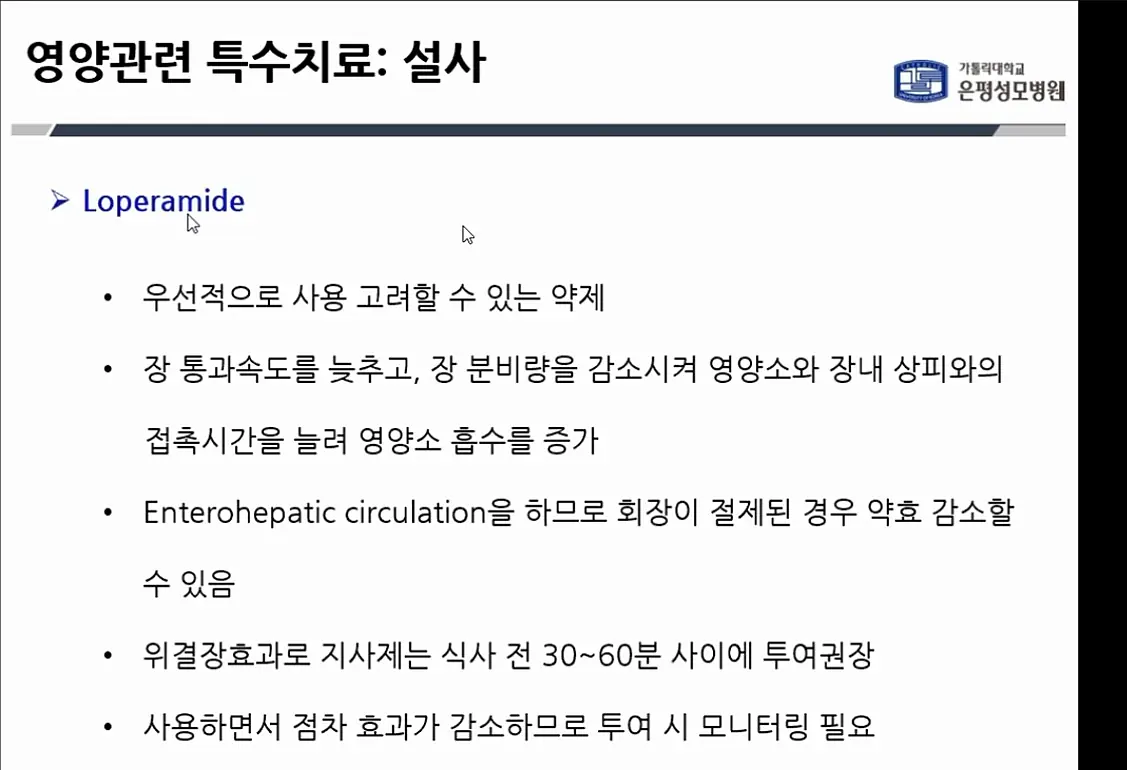 영양관련 특수치료: 설사
가톨릭대학교
은평성모병원
➢ Loperamide
• 우선적으로 사용 고려할 수 있는 약제
• 장 통과속도를 늦추고, 장 분비량을 감소시켜 영양소와 장내 상피와의
접촉시간을 늘려 영양소 흡수를 증가
• Enterohepatic circulation을 하므로 회장이 절제된 경우 약효 감소할
수 있음
• 위결장효과로 지사제는 식사 전 30~60분 사이에 투여권장
• 사용하면서 점차 효과가 감소하므로 투여 시 모니터링 필요